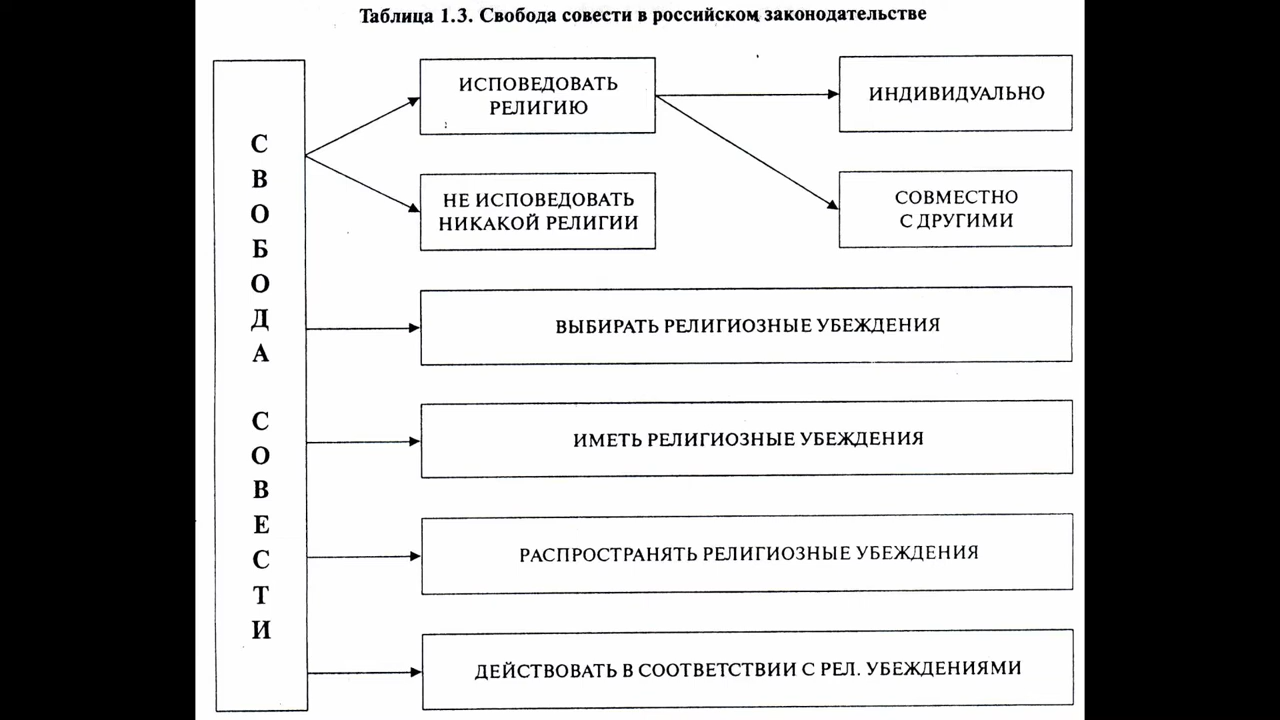 Таблица 1.3. Свобода совести в российском законодательстве
СВОБОДА СОВЕСТИ
ИСПОВЕДОВАТЬ
РЕЛИГИЮ
ИНДИВИДУАЛЬНО
НЕ ИСПОВЕДОВАТЬ
НИКАКОЙ РЕЛИГИИ
СОВМЕСТНО
С ДРУГИМИ
ВЫБИРАТЬ РЕЛИГИОЗНЫЕ УБЕЖДЕНИЯ
ИМЕТЬ РЕЛИГИОЗНЫЕ УБЕЖДЕНИЯ
РАСПРОСТРАНЯТЬ РЕЛИГИОЗНЫЕ УБЕЖДЕНИЯ
ДЕЙСТВОВАТЬ В СООТВЕТСТВИИ С РЕЛ. УБЕЖДЕНИЯМИ